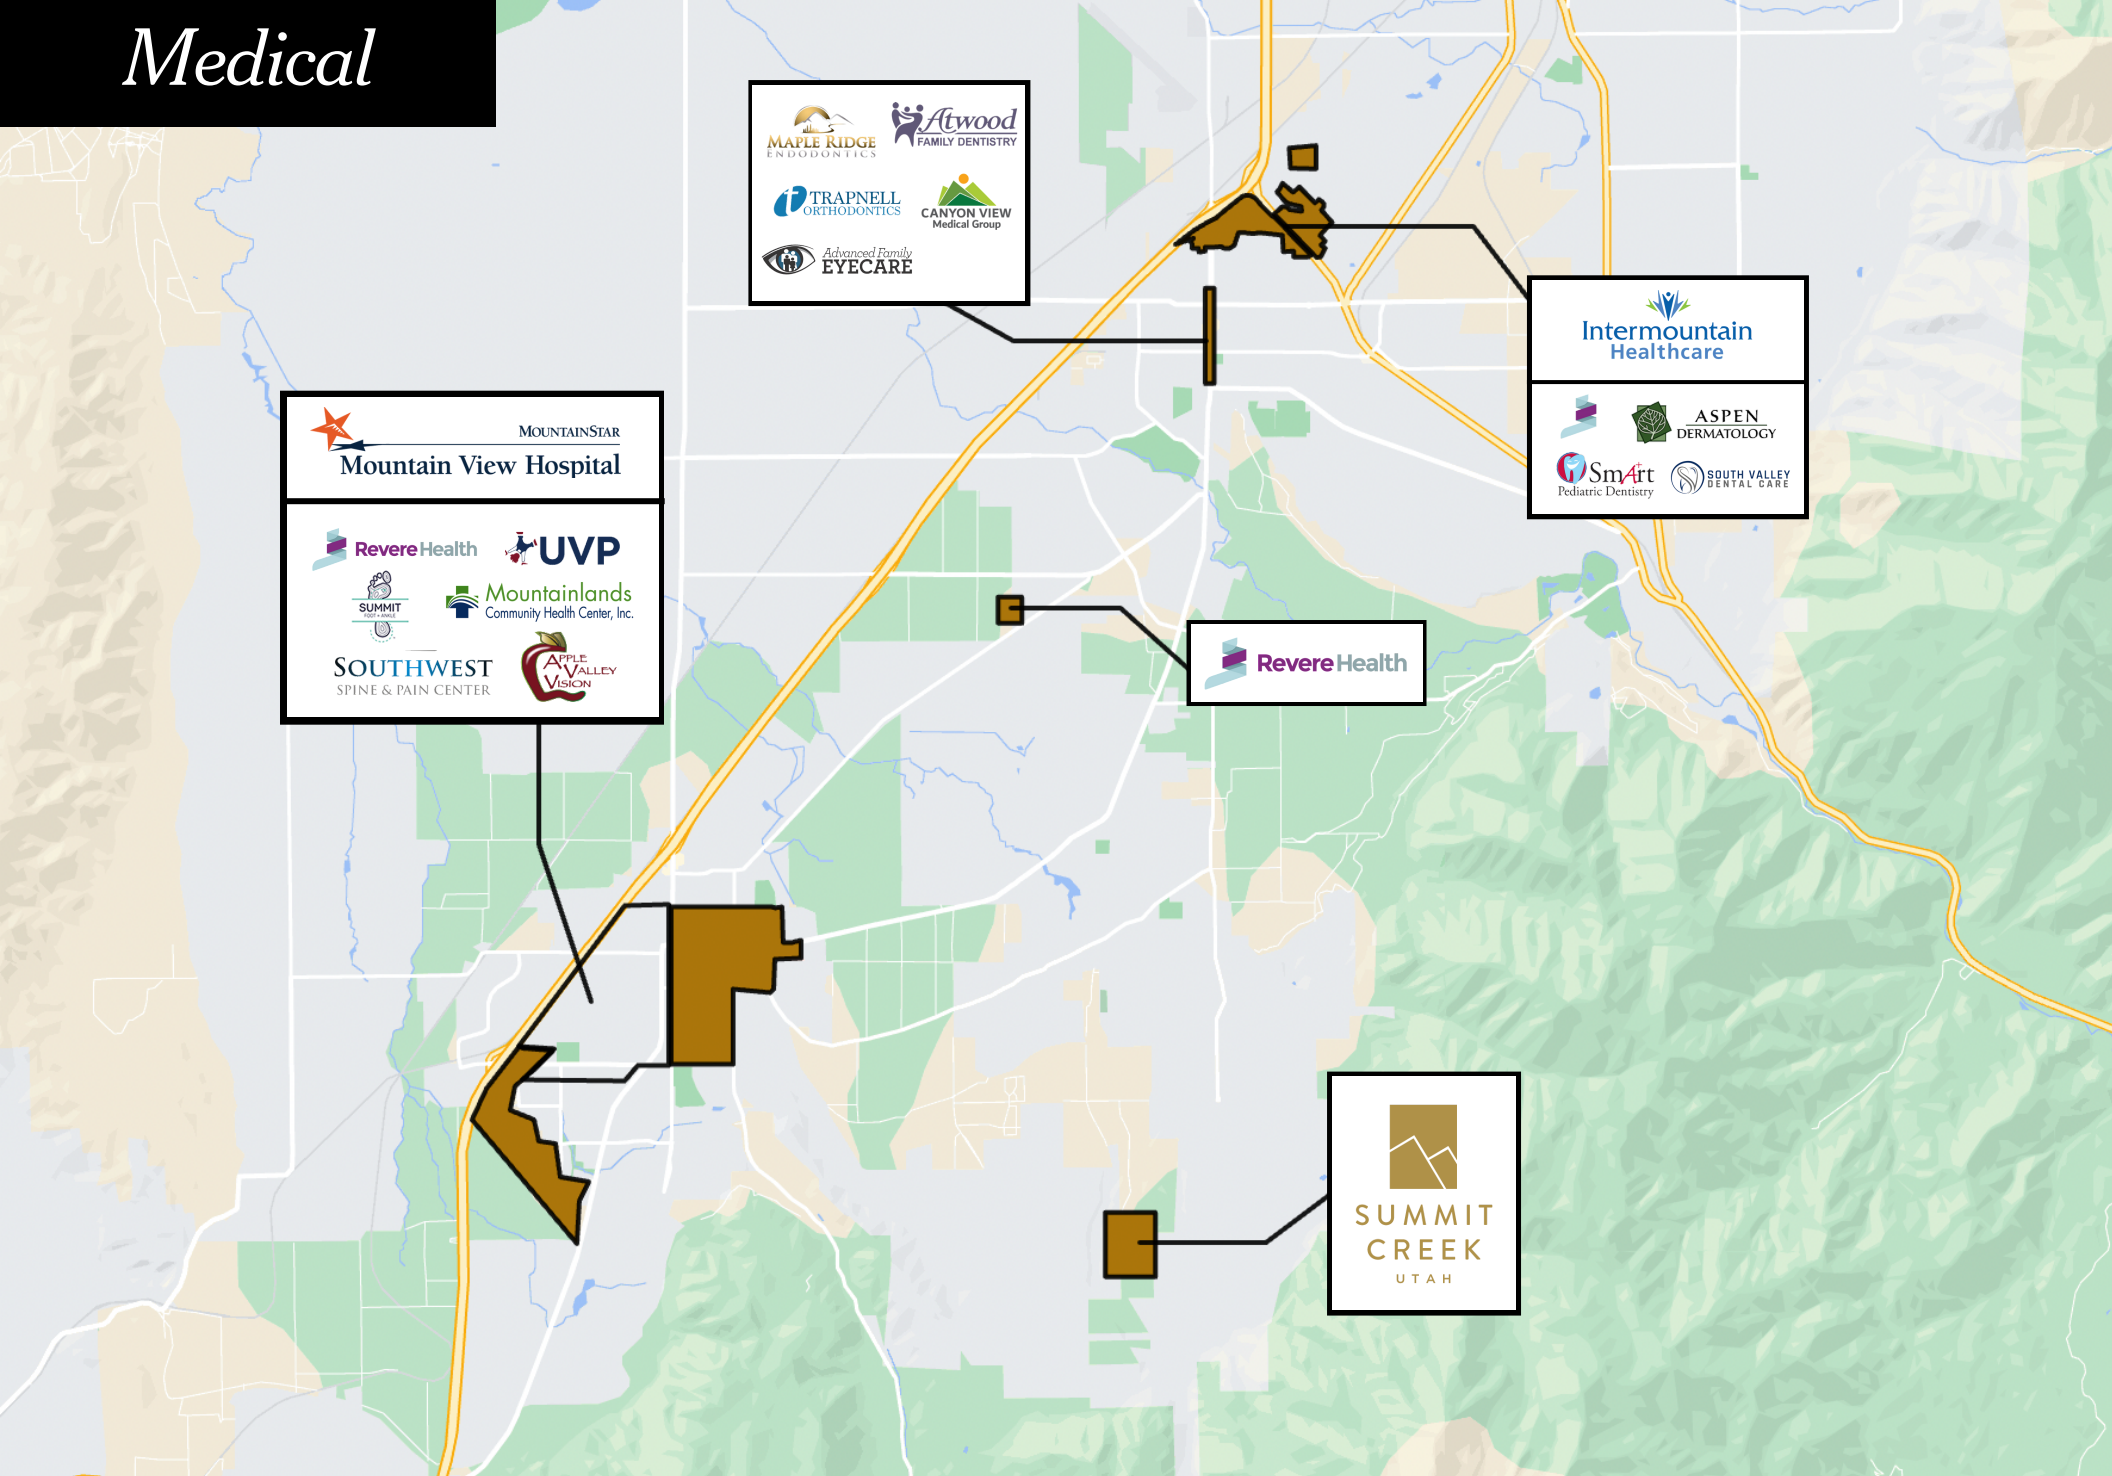 Medical
MAPLE RIDGE
ENDODONTICS
Atwood
FAMILY DENTISTRY
TRAPNELL
ORTHODONTICS
CANYON VIEW
Medical Group
Advanced Family
EYECARE
Intermountain
Healthcare
ASPEN
DERMATOLOGY
SmArt
Pediatric Dentistry
SOUTH VALLEY
DENTAL CARE
MOUNTAINSTAR
Mountain View Hospital
RevereHealth
UVP
SUMMIT
FOOT + ANKLE
Mountainlands
Community Health Center, Inc.
SOUTHWEST
SPINE & PAIN CENTER
APPLE
VALLEY
VISION
RevereHealth
SUMMIT
CREEK
UTAH